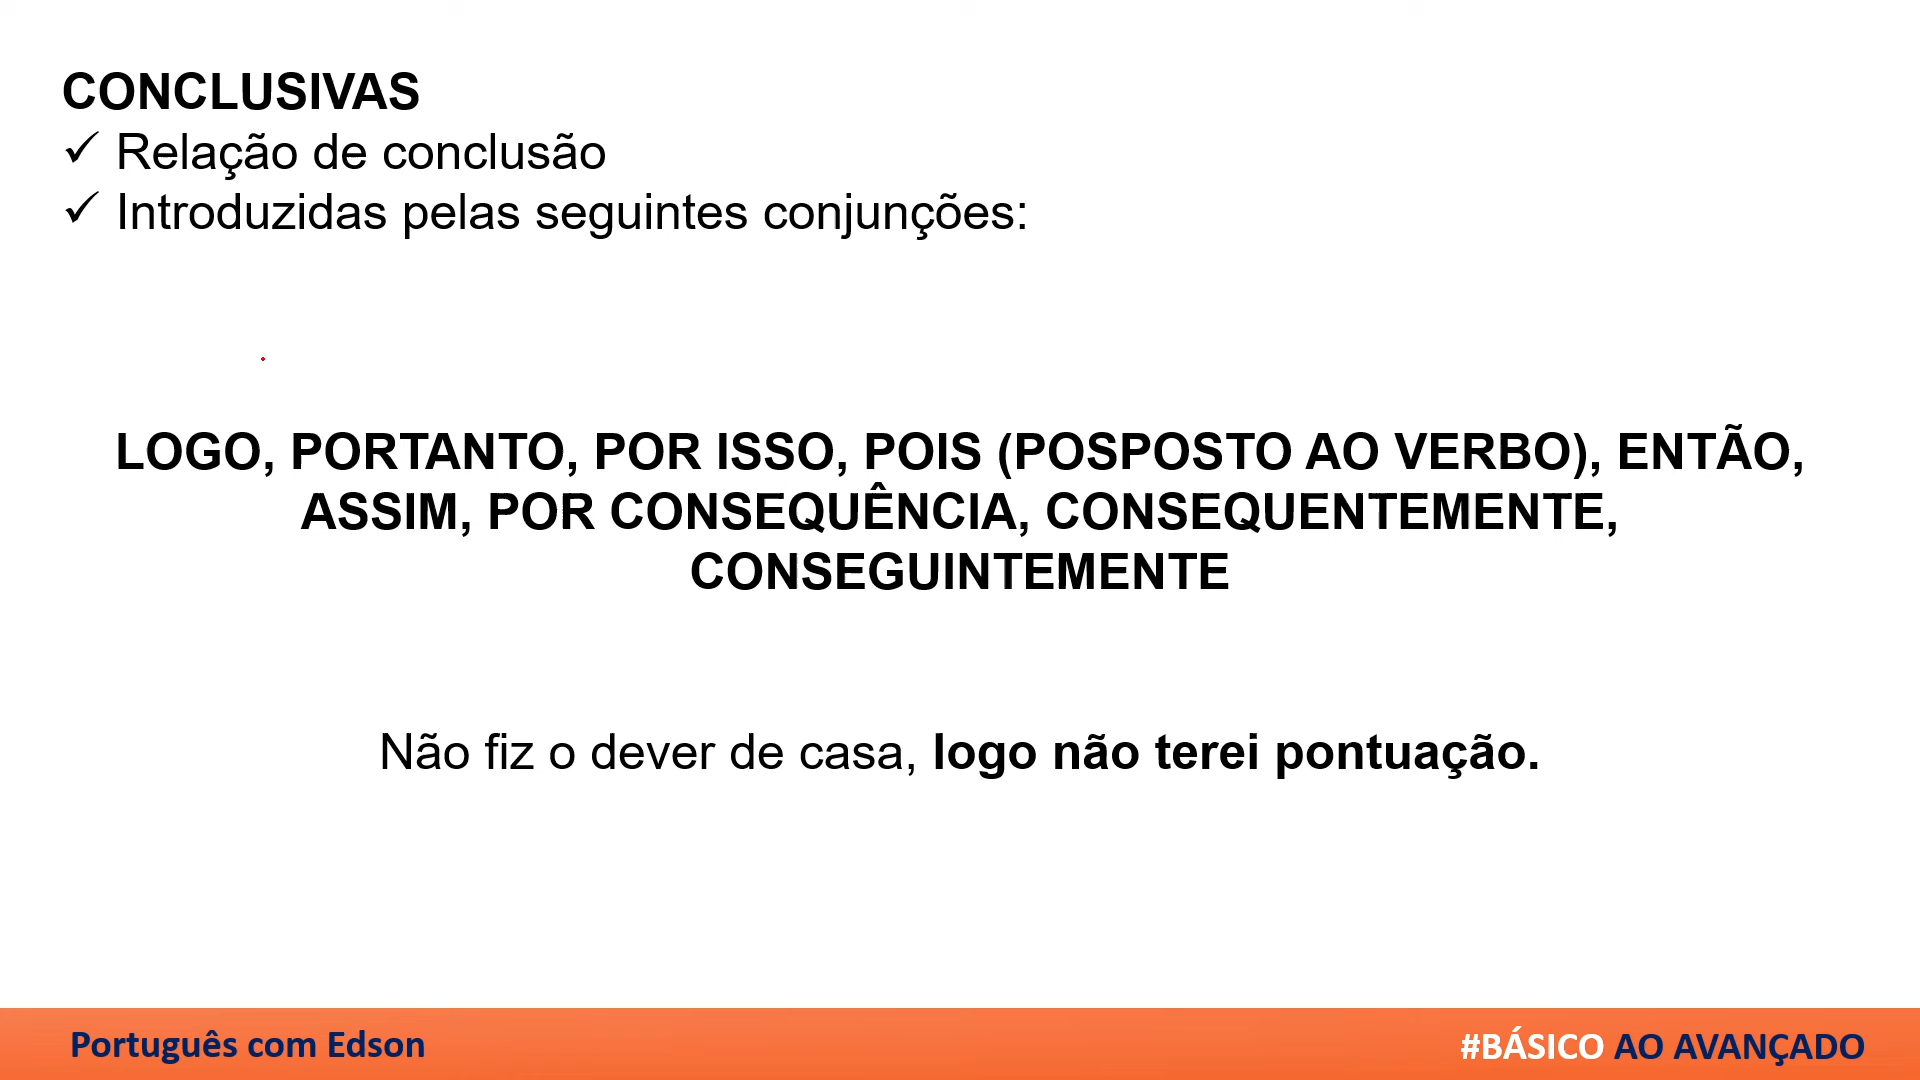 CONCLUSIVAS
✓ Relação de conclusão
✓ Introduzidas pelas seguintes conjunções:
LOGO, PORTANTO, POR ISSO, POIS (POSPOSTO AO VERBO), ENTÃO,
ASSIM, POR CONSEQUÊNCIA, CONSEQUENTEMENTE,
CONSEGUINTEMENTE
Não fiz o dever de casa, logo não terei pontuação.
Português com Edson
#BÁSICO AO AVANÇADO